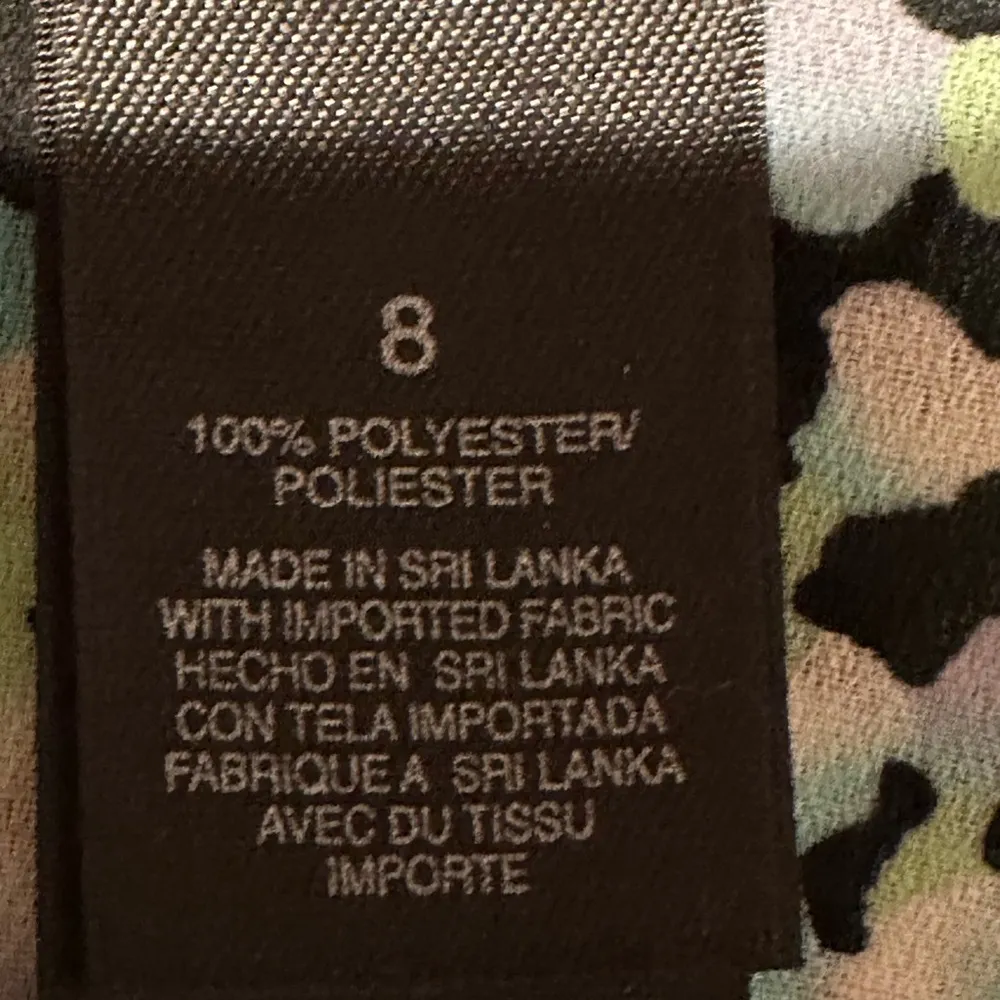 8
100% POLYESTER/
POLIESTER
MADE IN SRI LANKA
WITH IMPORTED FABRIC
HECHO EN SRI LANKA
CON TELA IMPORTADA
FABRIQUE A SRI LANKA
AVEC DU TISSU
IMPORTE